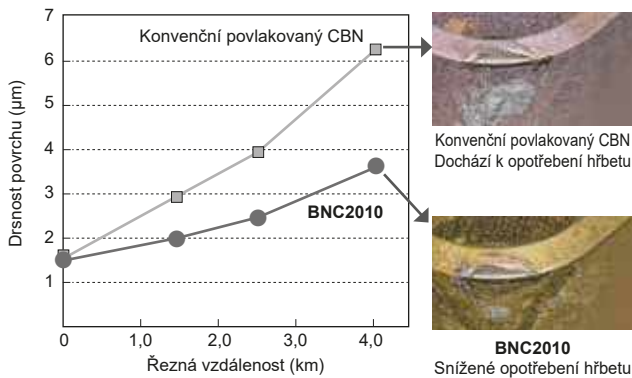 7
6
5
4
3
2
1
0
1,0
2,0
3,0
4,0
Drsnost povrchu (µm)
Řezná vzdálenost (km)
Konvenční povlakovaný CBN
BNC2010
Konvenční povlakovaný CBN
Dochází k opotřebení hřbetu
BNC2010
Snížené opotřebení hřbetu